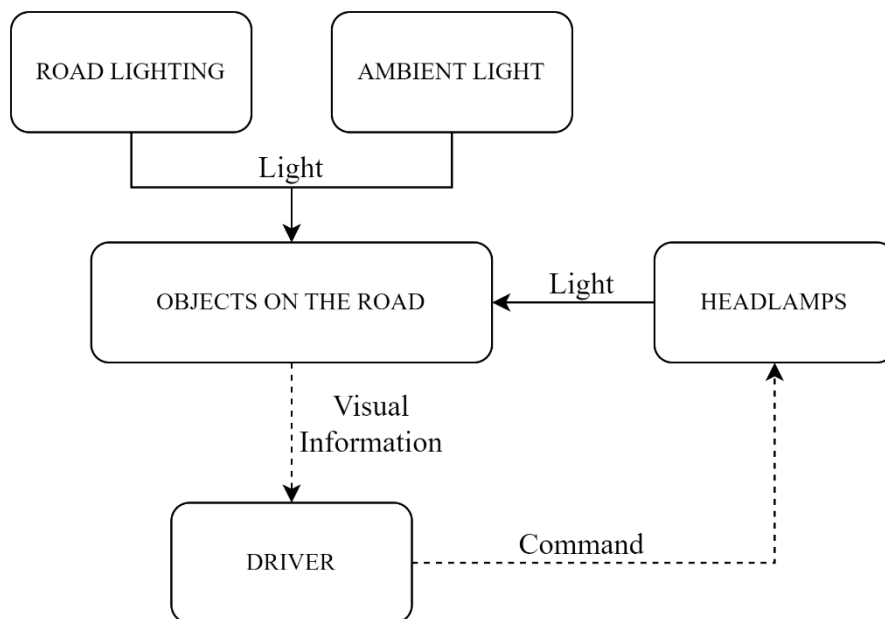 ROAD LIGHTING
AMBIENT LIGHT
Light
OBJECTS ON THE ROAD
Light
HEADLAMPS
Visual
Information
DRIVER
Command